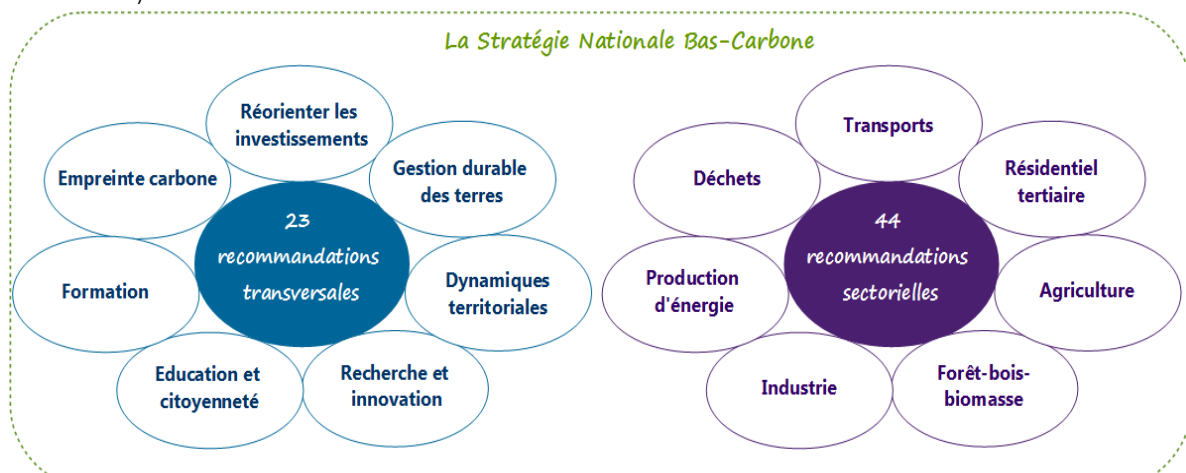 La Stratégie Nationale Bas-Carbone
Réorienter les
investissements
Gestion durable
des terres
Dynamiques
territoriales
Recherche et
innovation
Education et
citoyenneté
Formation
Empreinte carbone
23
recommandations
transversales
Transports
Résidentiel
tertiaire
Agriculture
Forêt-bois-
biomasse
Industrie
Production
d'énergie
Déchets
44
recommandations
sectorielles